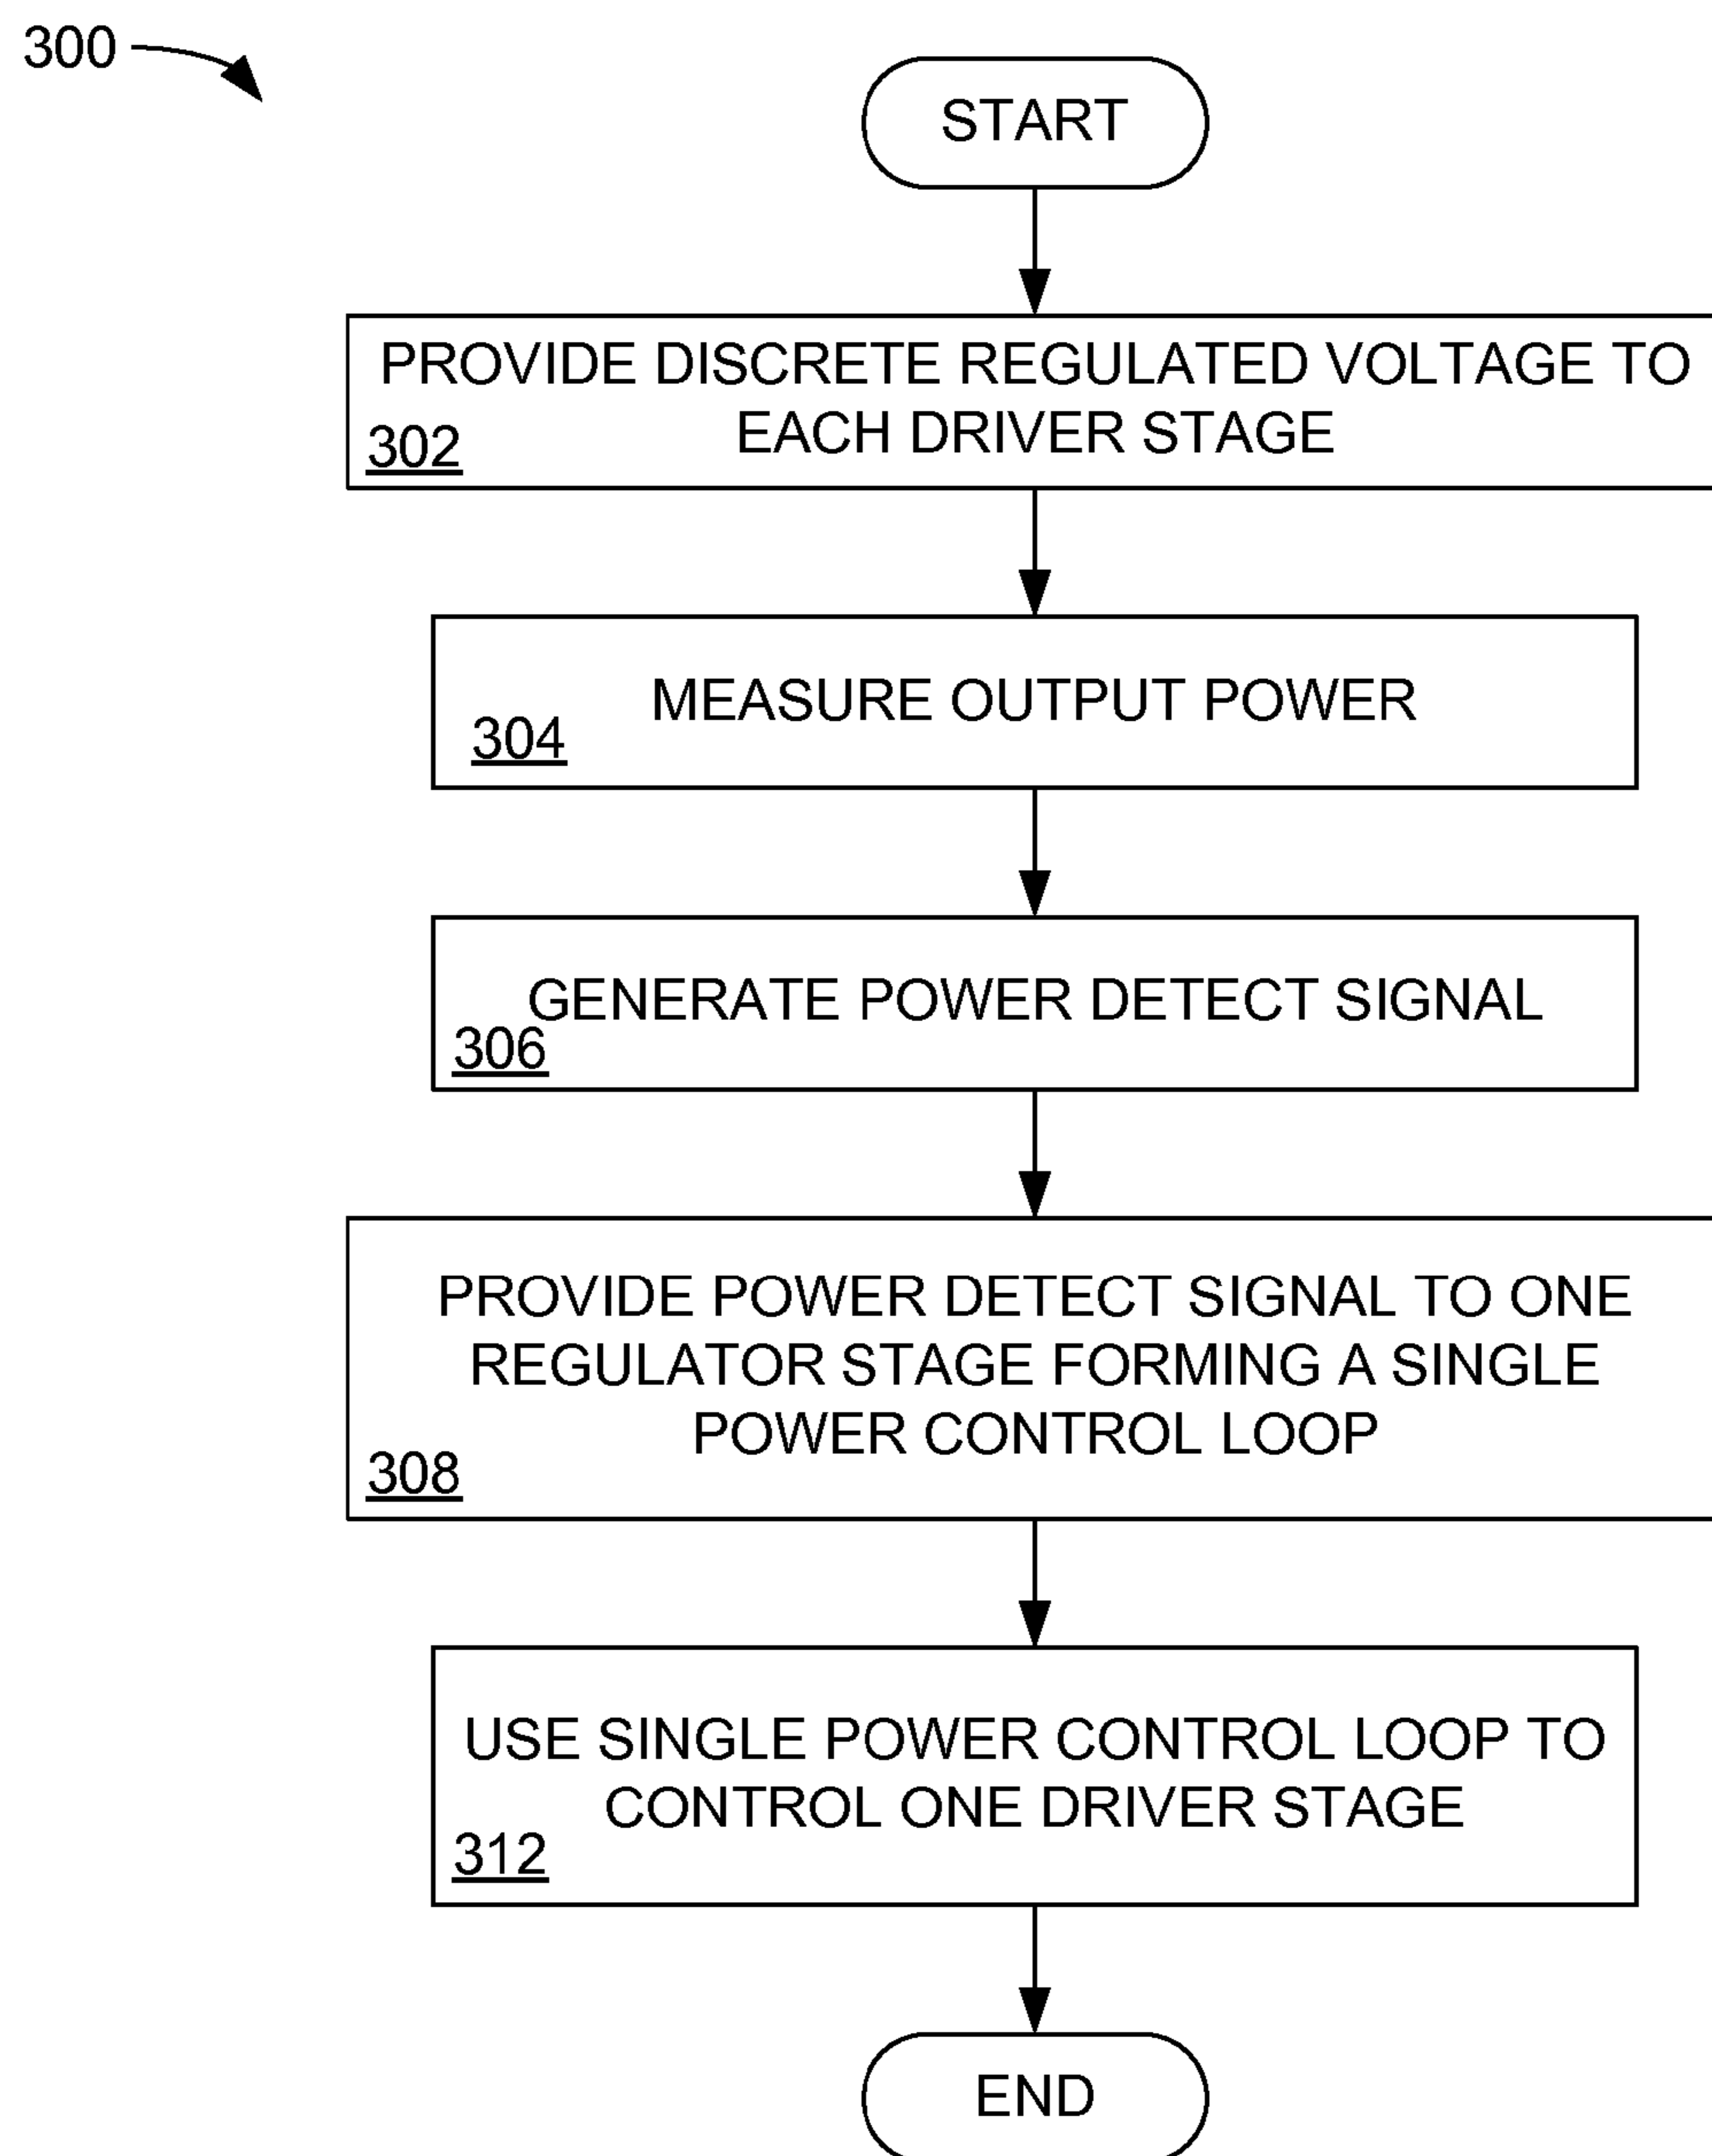 300
START
PROVIDE DISCRETE REGULATED VOLTAGE TO
EACH DRIVER STAGE
302
MEASURE OUTPUT POWER
304
GENERATE POWER DETECT SIGNAL
306
PROVIDE POWER DETECT SIGNAL TO ONE
REGULATOR STAGE FORMING A SINGLE
POWER CONTROL LOOP
308
USE SINGLE POWER CONTROL LOOP TO
CONTROL ONE DRIVER STAGE
312
END